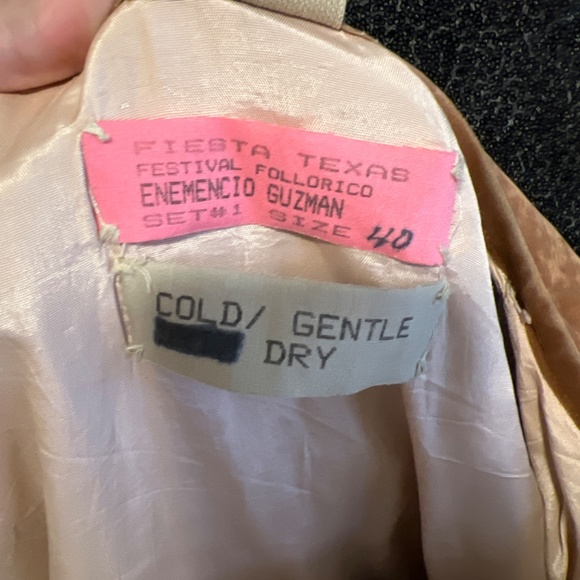 FIESTA TEXAS
FESTIVAL FOLLORICO
ENEMENCIO GUZMAN
SET#1 SIZE 40
COLD/ GENTLE
DRY